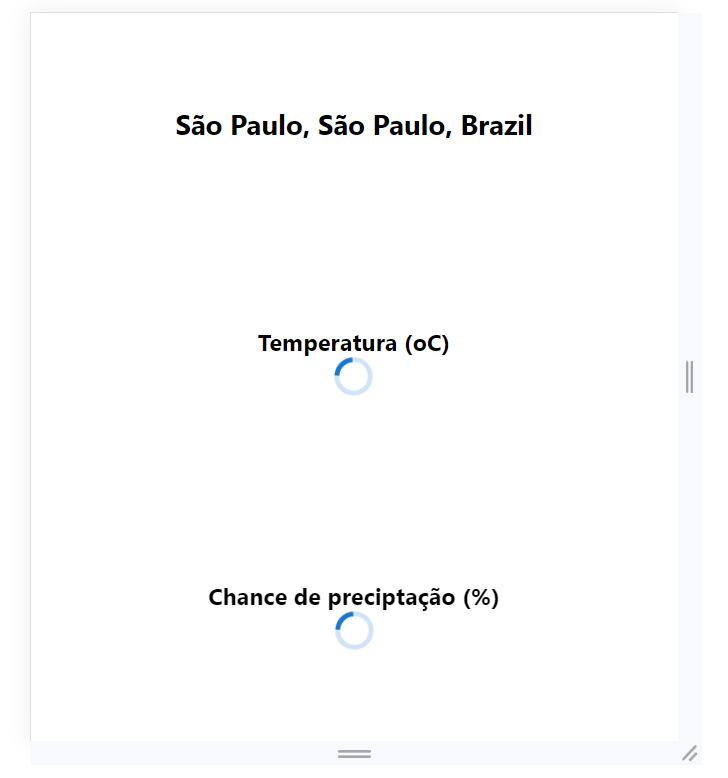 São Paulo, São Paulo, Brazil
Temperatura (oC)
Chance de preciptação (%)